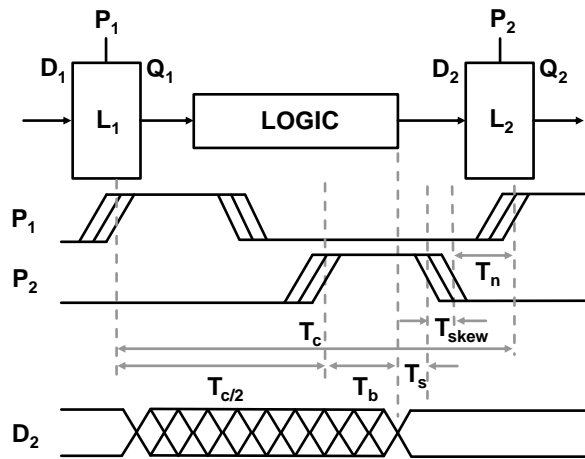 P1 P2
D1 Q1 D2 Q2
L1 LOGIC L2
P1
Tn
P2
Tskew
Tc
Tc/2 Tb Ts
D2